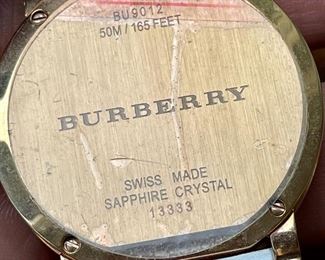 BU9012
50M/165 FEET
BURBERRY
SWISS MADE
SAPPHIRE CRYSTAL
13333